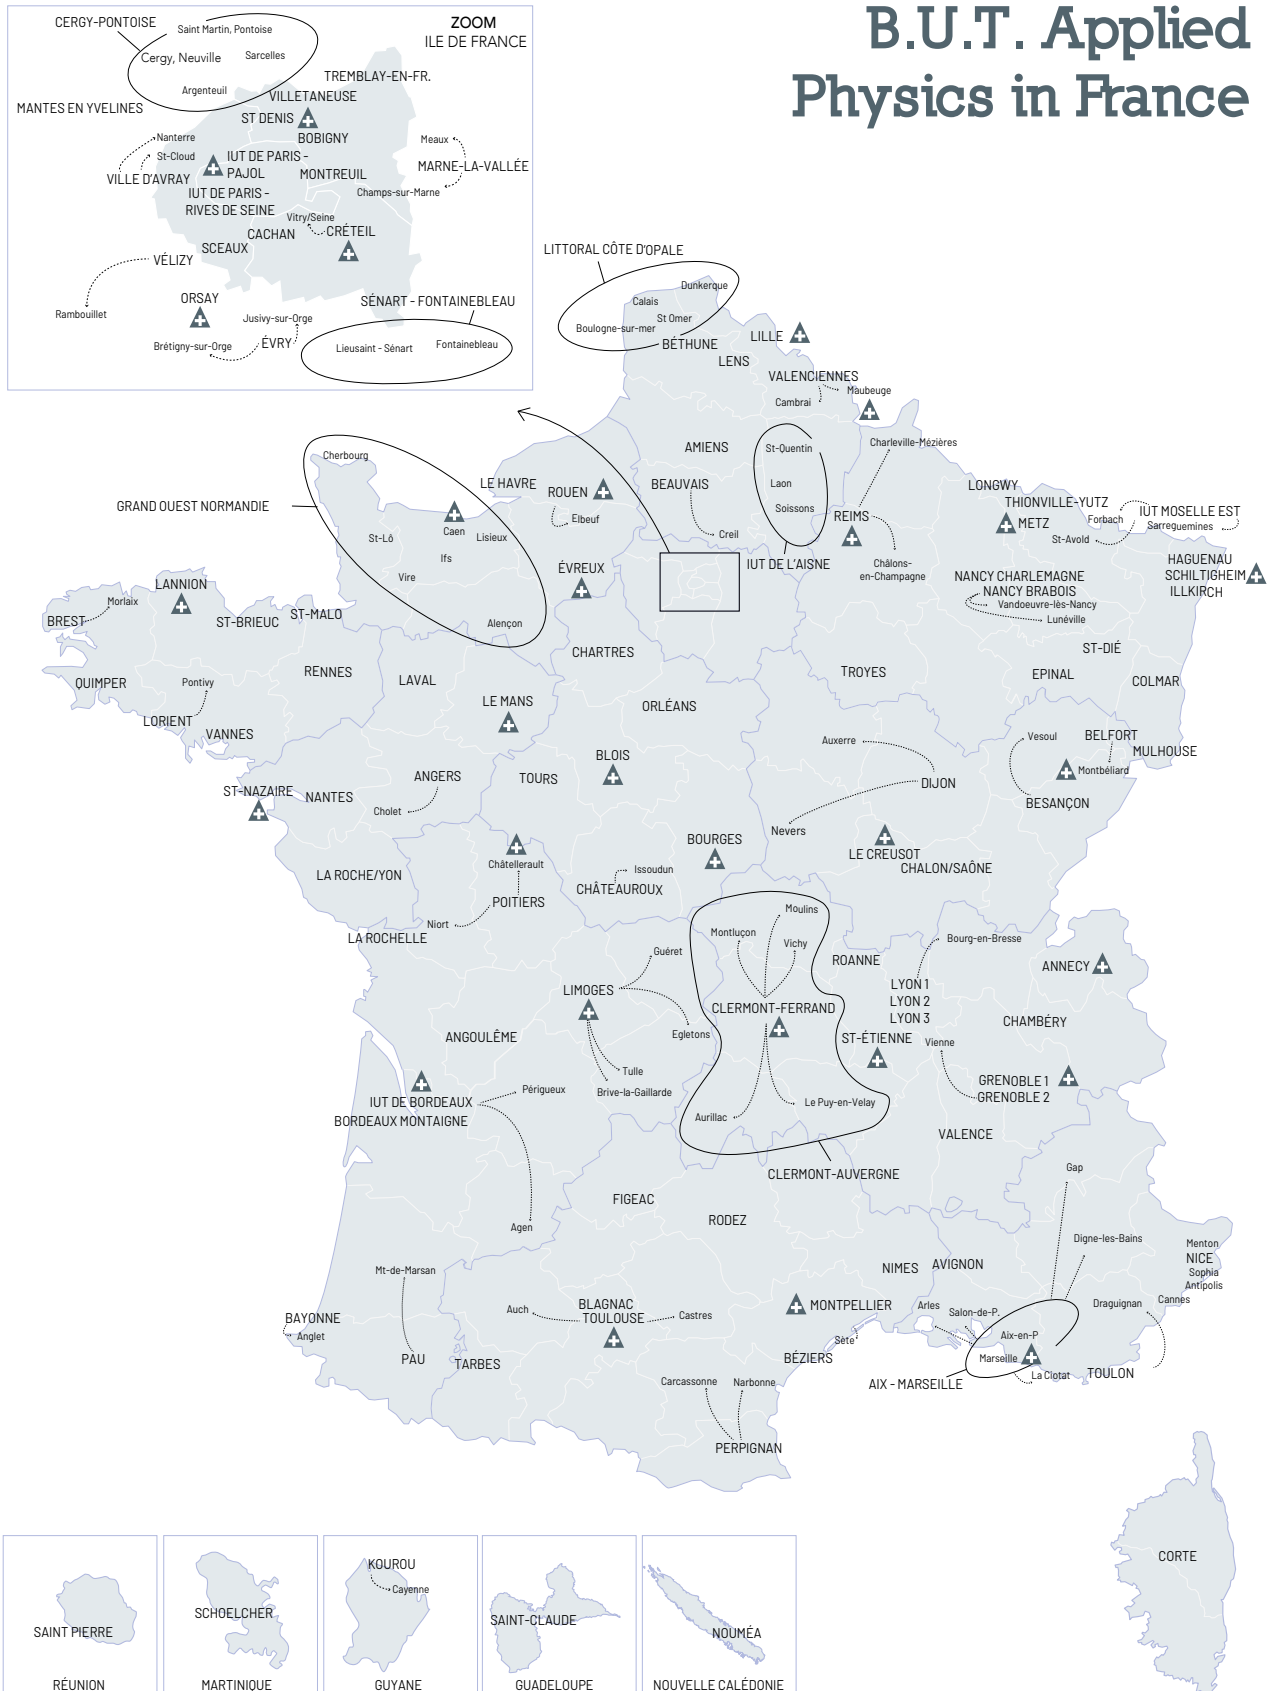 B.U.T. Applied
Physics in France
ZOOM
ILE DE FRANCE
CERGY-PONTOISE
Saint Martin, Pontoise
Cergy, Neuville
Sarcelles
Argenteuil
TREMBLAY-EN-FR.
VILLETANEUSE
MANTES EN YVELINES
ST DENIS
BOBIGNY
Nanterre
St-Cloud
VILLE D'AVRAY
IUT DE PARIS -
PAJOL
MONTREUIL
Meaux
MARNE-LA-VALLÉE
Champs-sur-Marne
IUT DE PARIS -
RIVES DE SEINE
Vitry/Seine
CACHAN
CRÉTEIL
SCEAUX
VÉLIZY
Rambouillet
ORSAY
Jusivy-sur-Orge
Brétigny-sur-Orge
ÉVRY
SÉNART - FONTAINEBLEAU
Lieusaint - Sénart
Fontainebleau
LITTORAL CÔTE D'OPALE
Dunkerque
Calais
St Omer
Boulogne-sur-mer
BÉTHUNE
LILLE
LENS
VALENCIENNES
Maubeuge
Cambrai
AMIENS
St-Quentin
Charleville-Mézières
Cherbourg
LE HAVRE
ROUEN
BEAUVAIS
Laon
LONGWY
GRAND OUEST NORMANDIE
Elbeuf
Soissons
REIMS
THIONVILLE-YUTZ
METZ
Forbach
IUT MOSELLE EST
Sarreguemines
St-Avold
Caen
Lisieux
St-Lô
Ifs
Creil
IUT DE L'AISNE
Châlons-
en-Champagne
HAGUENAU
SCHILTIGHEIM
ILLKIRCH
Vire
ÉVREUX
NANCY CHARLEMAGNE
NANCY BRABOIS
Vandoeuvre-lès-Nancy
Lunéville
LANNION
Morlaix
BREST
ST-BRIEUC
ST-MALO
Alençon
CHARTRES
ST-DIÉ
QUIMPER
Pontivy
RENNES
LAVAL
TROYES
EPINAL
COLMAR
LORIENT
VANNES
LE MANS
ORLÉANS
Auxerre
Vesoul
BELFORT
MULHOUSE
Montbéliard
ST-NAZAIRE
NANTES
ANGERS
Cholet
TOURS
BLOIS
DIJON
BESANÇON
Nevers
BOURGES
LE CREUSOT
CHALON/SAÔNE
LA ROCHE/YON
Châtellerault
Issoudun
CHÂTEAUROUX
POITIERS
Niort
LA ROCHELLE
Moulins
Montluçon
Vichy
Guéret
ROANNE
Bourg-en-Bresse
ANNECY
LIMOGES
CLERMONT-FERRAND
LYON 1
LYON 2
LYON 3
CHAMBÉRY
ANGOULÊME
Egletons
ST-ÉTIENNE
Vienne
Tulle
Brive-la-Gaillarde
GRENOBLE 1
GRENOBLE 2
IUT DE BORDEAUX
BORDEAUX MONTAIGNE
Périgueux
Aurillac
Le Puy-en-Velay
VALENCE
CLERMONT-AUVERGNE
Gap
FIGEAC
RODEZ
Agen
Digne-les-Bains
Menton
NICE
Sophia
Antipolis
Cannes
Mt-de-Marsan
NIMES
AVIGNON
BAYONNE
Anglet
Auch
BLAGNAC
TOULOUSE
Castres
MONTPELLIER
Arles
Salon-de-P.
Draguignan
Sète
Aix-en-P
Marseille
La Ciotat
TOULON
AIX - MARSEILLE
PAU
TARBES
BÉZIERS
Carcassonne
Narbonne
PERPIGNAN
CORTE
SAINT PIERRE
RÉUNION
SCHOELCHER
MARTINIQUE
KOUROU
Cayenne
GUYANE
SAINT-CLAUDE
GUADELOUPE
NOUMÉA
NOUVELLE CALÉDONIE